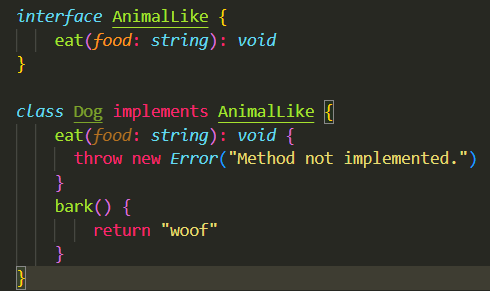 interface AnimalLike {
    eat(food: string): void
}

class Dog implements AnimalLike {
    eat(food: string): void {
      throw new Error("Method not implemented.")
    }
    bark() {
        return "woof"
    }
}